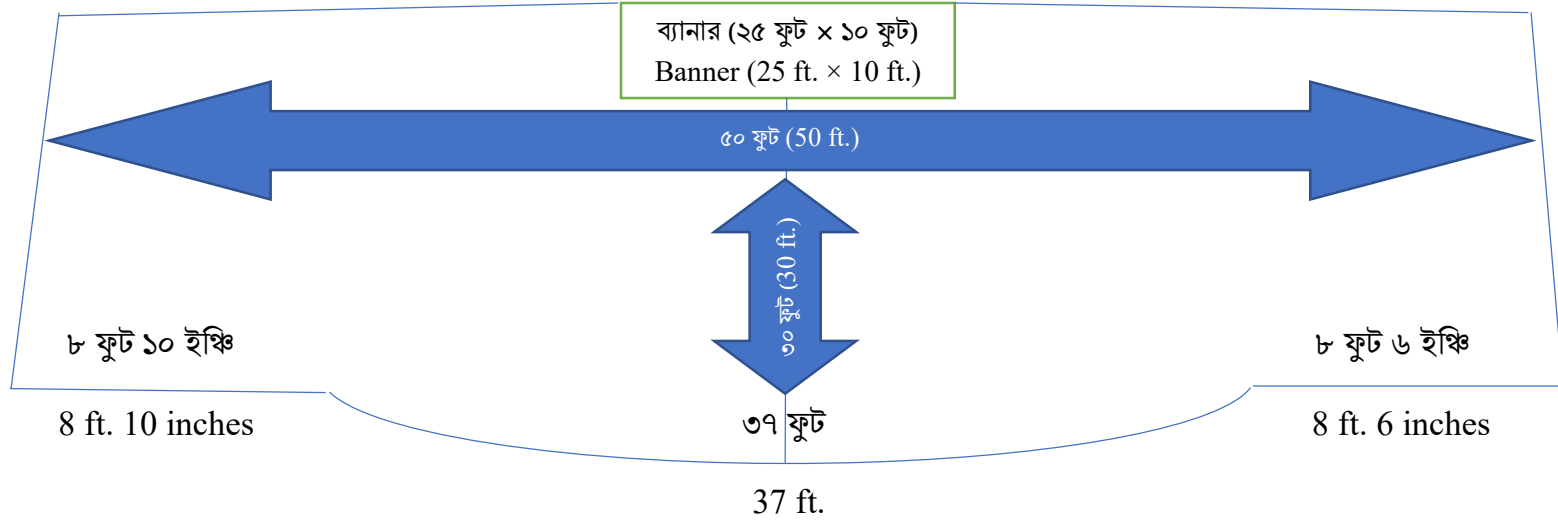 ব্যানার (২৫ ফুট × ১০ ফুট)
Banner (25 ft. × 10 ft.)
৫০ ফুট (50 ft.)
৩০ ফুট (30 ft.)
৮ ফুট ১০ ইঞ্চি
৮ ফুট ৬ ইঞ্চি
8 ft. 10 inches
৩৭ ফুট
8 ft. 6 inches
37 ft.